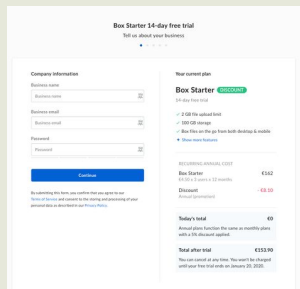 Box Starter 14-day free trial
Tell us about your business
Company information
Business name
Business name
Business email
Business email
Password
Password
Continue
By submitting this form, you confirm that you agree to our
Terms of Service and consent to the storing and processing of your
personal data as described in our Privacy Policy.
Your current plan
Box Starter DISCOUNT
14-day free trial
2 GB file upload limit
100 GB storage
Box files on the go from both desktop & mobile
Show more features
RECURRING ANNUAL COST
Box Starter €162
x 3 users x 12 months
Discount -€8.10
Annual (promotion)
Today's total €0
Annual plans function the same as monthly plans
with a 5% discount applied.
Total after trial €153.90
You can cancel at any time. You won't be charged
until your free trial ends on January 20, 2020.